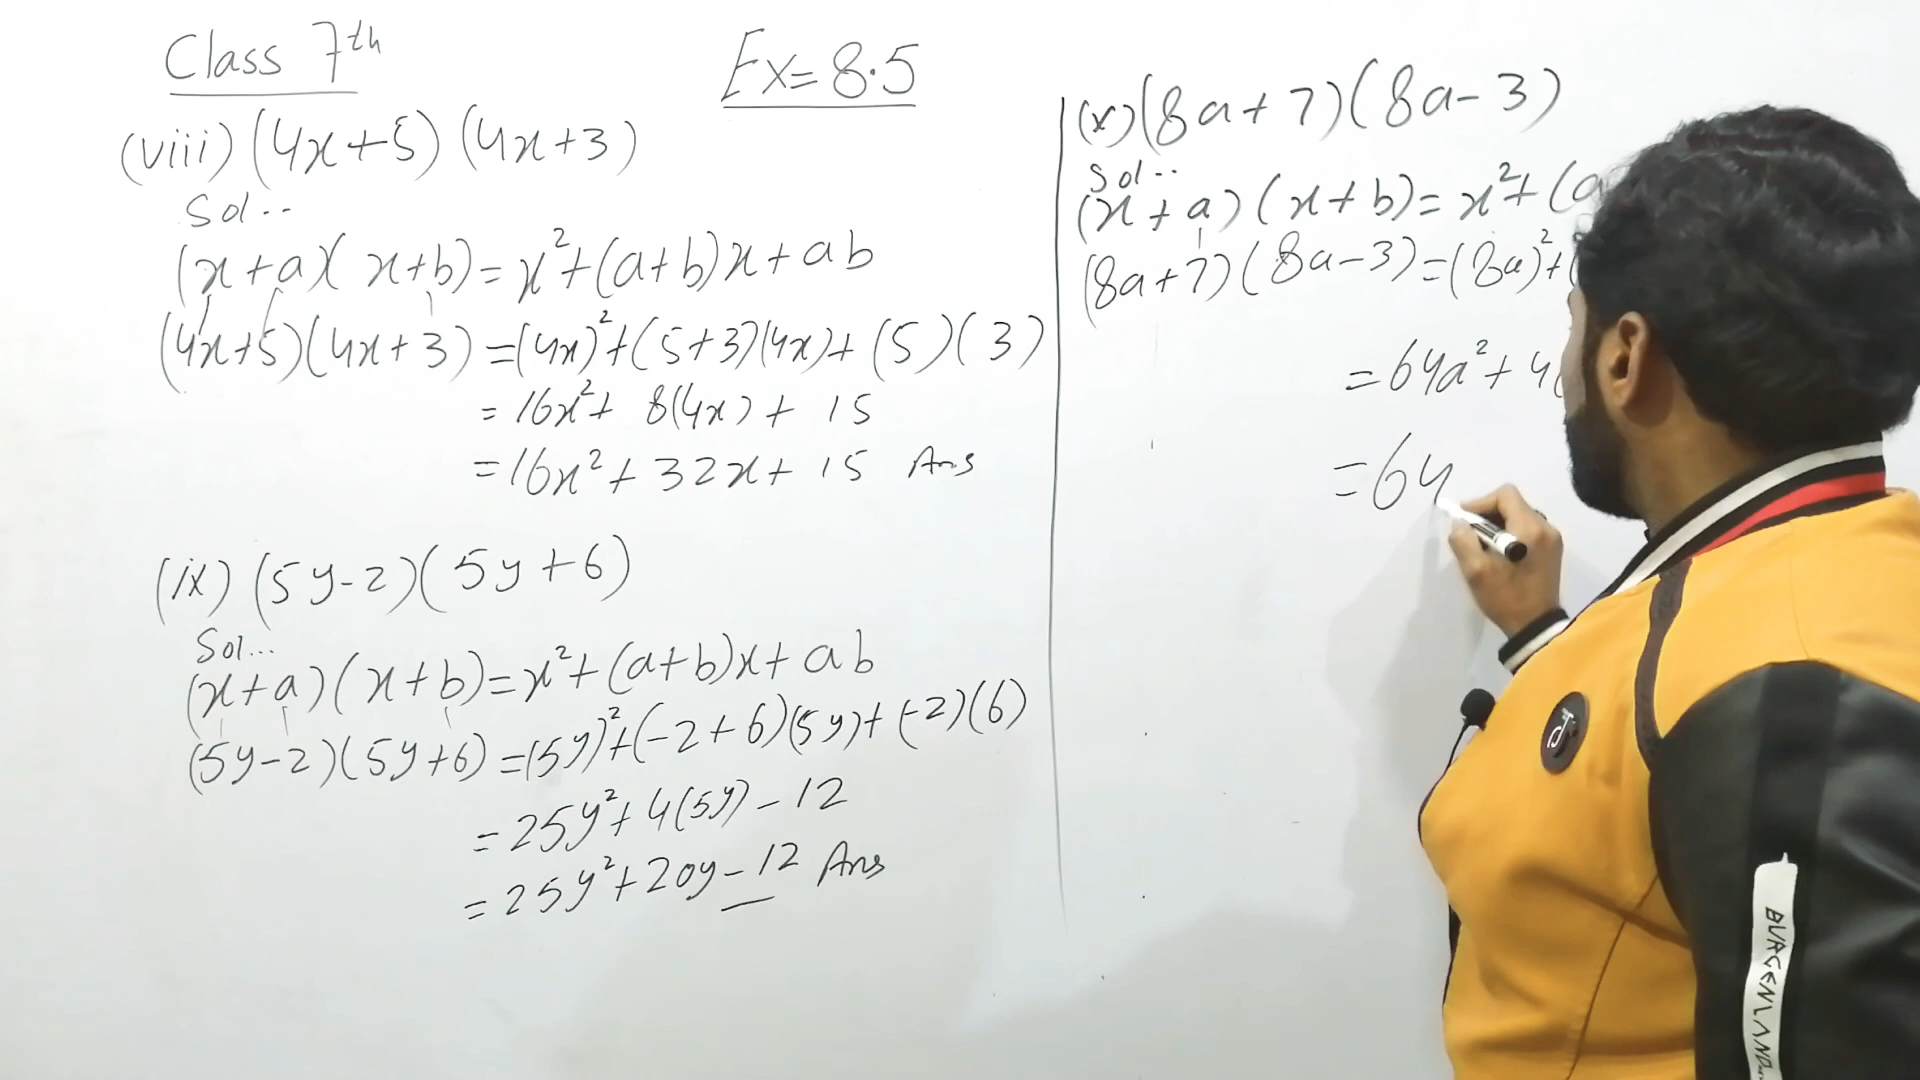 Class 7th
Ex=8.5
(viii) (4x+5) (4x+3)
Sol..
(x+a)(x+b)=x²+(a+b)x+ab
(4x+5)(4x+3)=(4x)²+(5+3)(4x)+(5)(3)
=16x²+ 8(4x)+ 15
=16x²+32x+15 Ans
(ix) (5y-2)(5y+6)
Sol...
(x+a)(x+b)=x²+(a+b)x+ab
(5y-2)(5y+6)=(5y)²+(-2+6)(5y)+(-2)(6)
=25y²+4(5y)-12
=25y²+20y-12 Ans
(x)(8a+7)(8a-3)
Sol..
(x+a)(x+b)=x²+(a
(8a+7)(8a-3)=(8a)²+(
=64a²+4(
=64